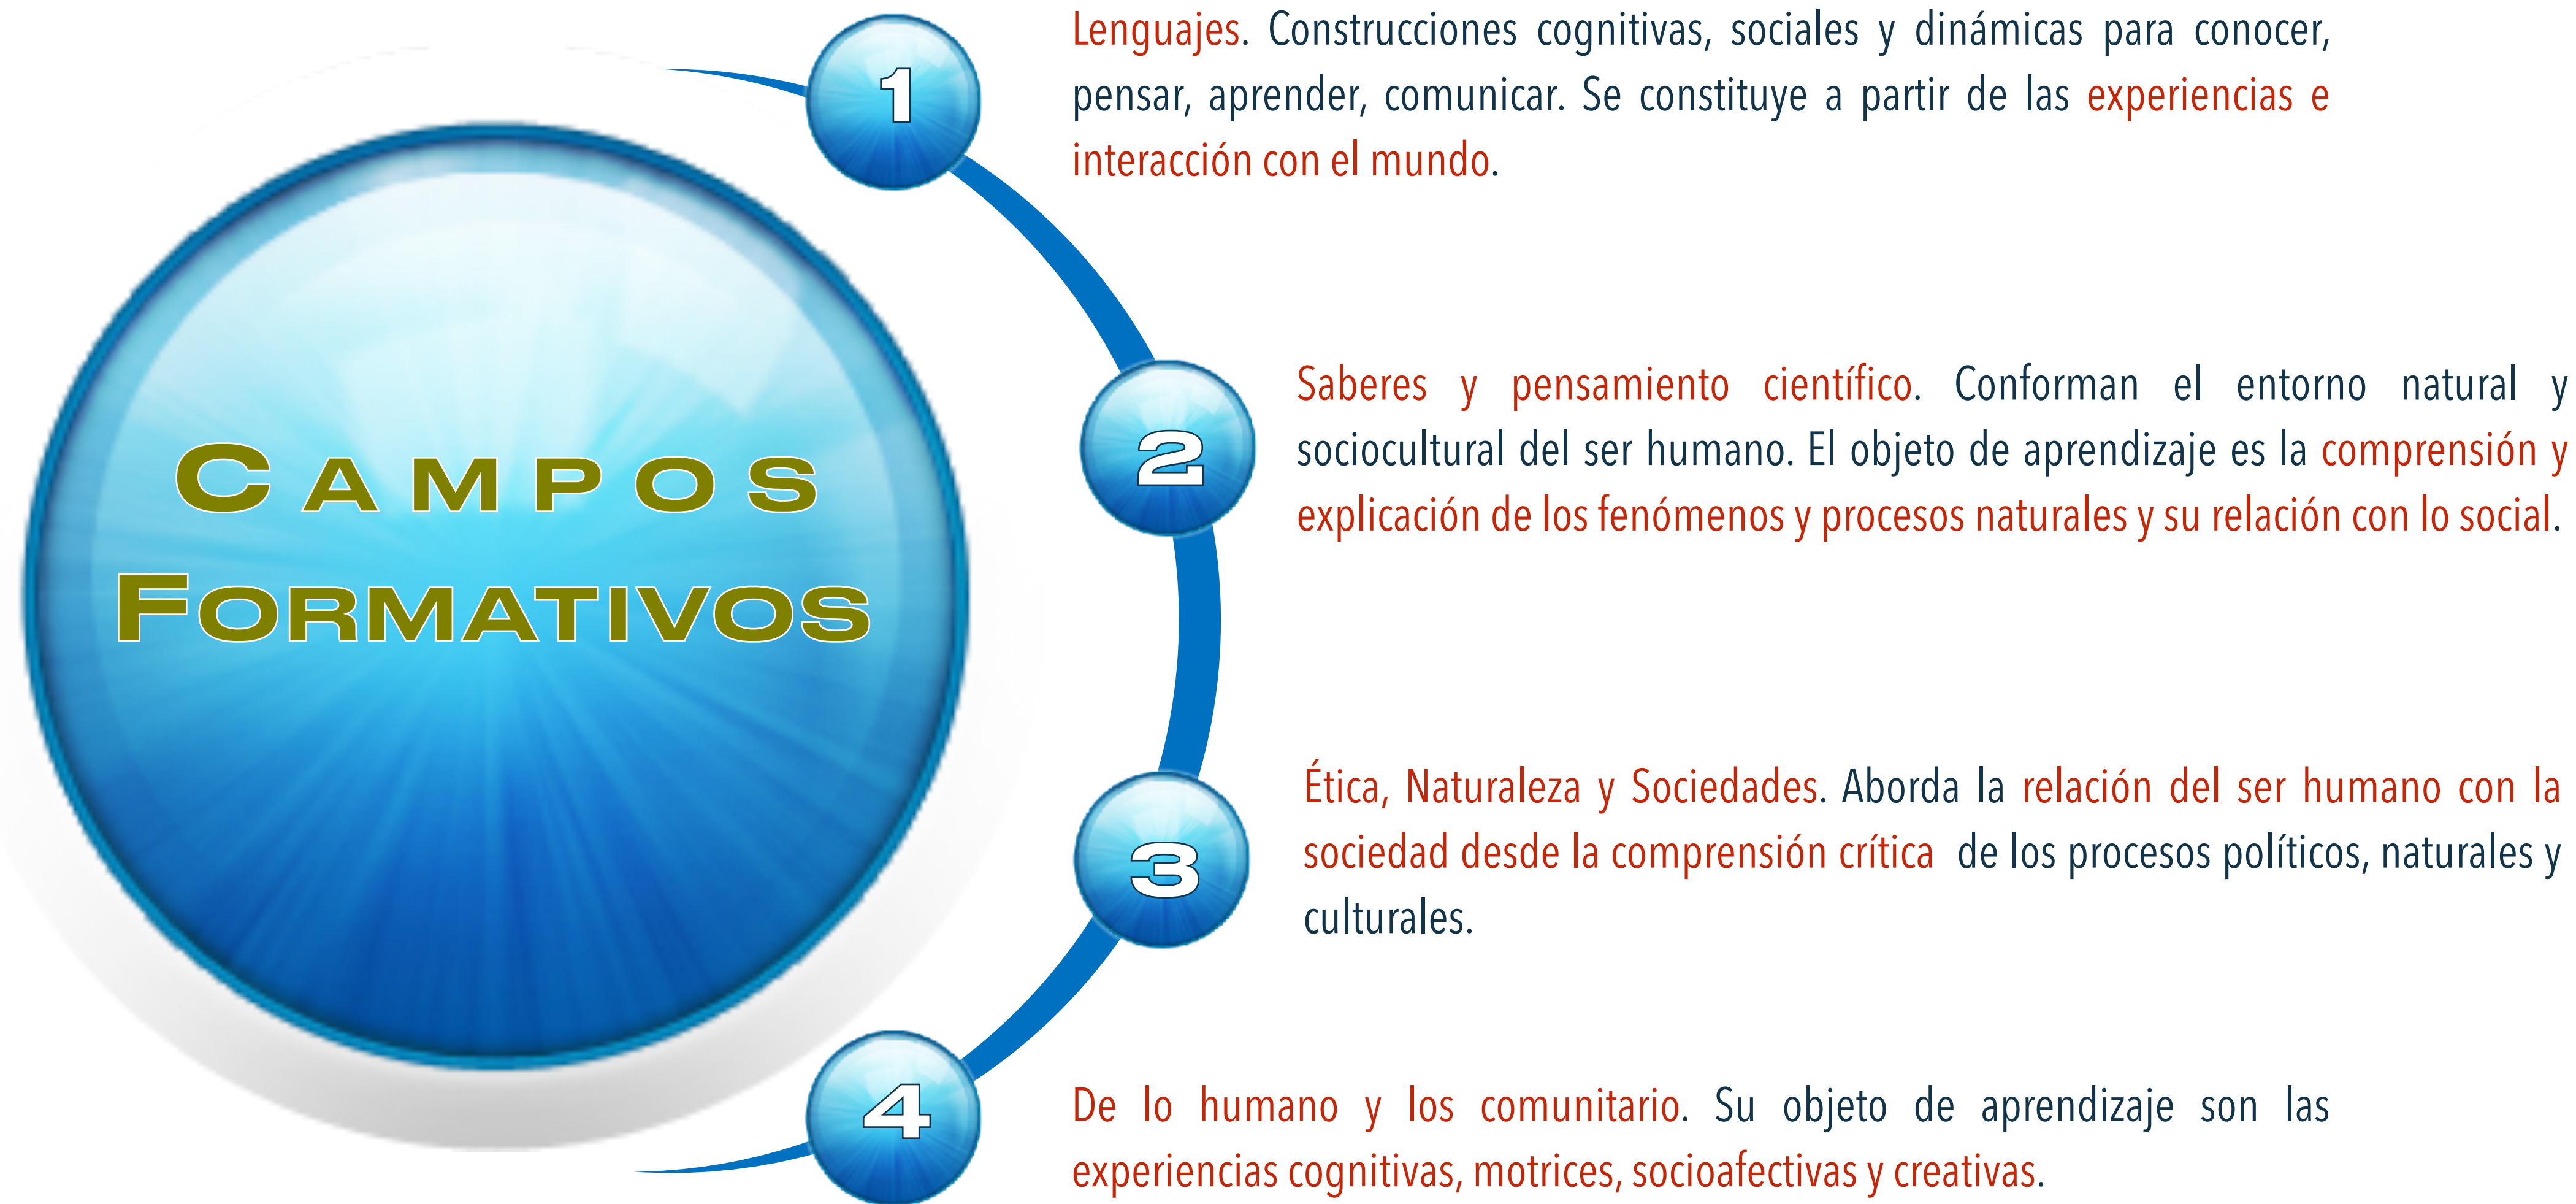 CAMPOS
FORMATIVOS
1
Lenguajes. Construcciones cognitivas, sociales y dinámicas para conocer,
pensar, aprender, comunicar. Se constituye a partir de las experiencias e
interacción con el mundo.
2
Saberes y pensamiento científico. Conforman el entorno natural y
sociocultural del ser humano. El objeto de aprendizaje es la comprensión y
explicación de los fenómenos y procesos naturales y su relación con lo social.
3
Ética, Naturaleza y Sociedades. Aborda la relación del ser humano con la
sociedad desde la comprensión crítica de los procesos políticos, naturales y
culturales.
4
De lo humano y los comunitario. Su objeto de aprendizaje son las
experiencias cognitivas, motrices, socioafectivas y creativas.